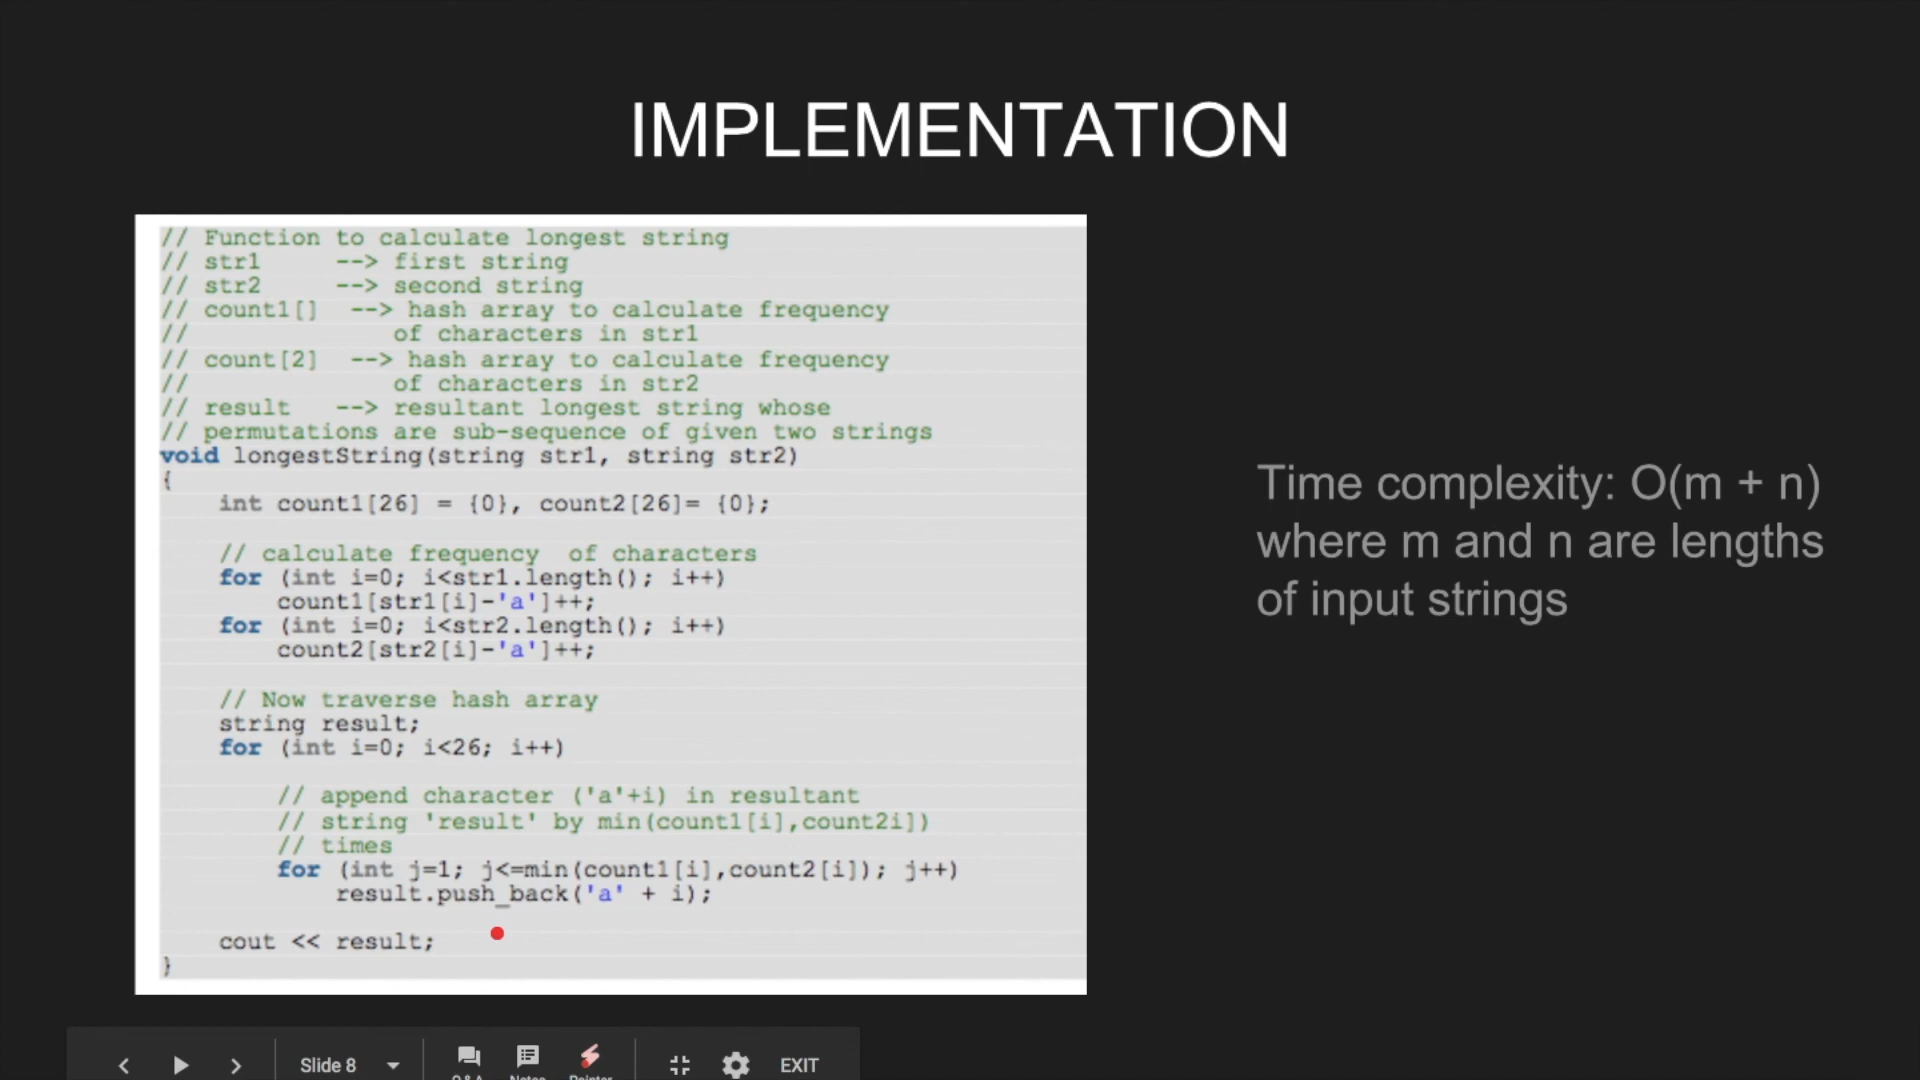 IMPLEMENTATION
// Function to calculate longest string
// str1     --> first string
// str2     --> second string
// count1[]  --> hash array to calculate frequency
//              of characters in str1
// count[2]  --> hash array to calculate frequency
//              of characters in str2
// result   --> resultant longest string whose
// permutations are sub-sequence of given two strings
void longestString(string str1, string str2)
{
    int count1[26] = {0}, count2[26]= {0};
    // calculate frequency  of characters
    for (int i=0; i<str1.length(); i++)
        count1[str1[i]-'a']++;
    for (int i=0; i<str2.length(); i++)
        count2[str2[i]-'a']++;
    // Now traverse hash array
    string result;
    for (int i=0; i<26; i++)
        // append character ('a'+i) in resultant
        // string 'result' by min(count1[i],count2i])
        // times
        for (int j=1; j<=min(count1[i],count2[i]); j++)
            result.push_back('a' + i);
    cout << result;
}
Time complexity: O(m + n)
where m and n are lengths
of input strings
Slide 8
Q & A Notes Pointer
EXIT